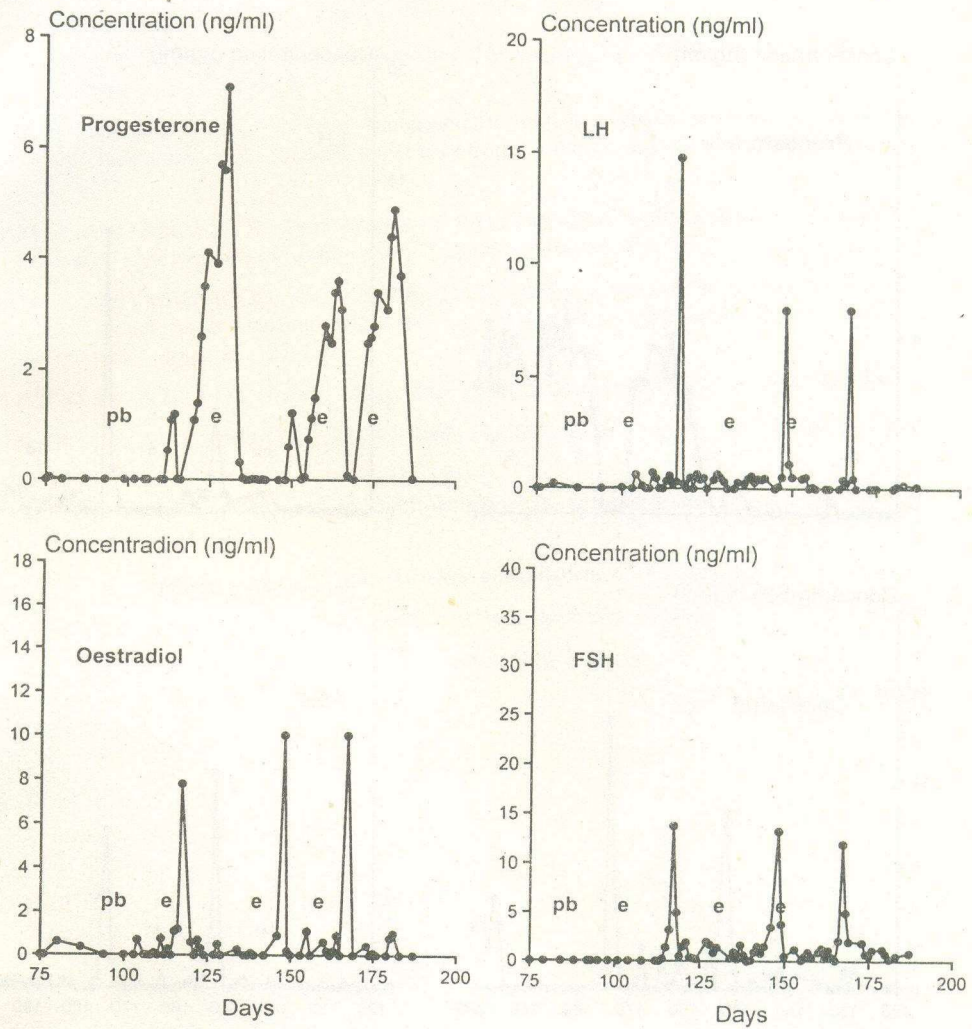 Concentration (ng/ml)
8
6
4
2
0
Progesterone
pb e e e
Concentration (ng/ml)
20
15
10
5
0
LH
pb e e e
Concentradion (ng/ml)
18
16
14
12
10
8
6
4
2
0
Oestradiol
pb e e e
75 100 125 150 175 200
Days
Concentration (ng/ml)
40
35
30
25
20
15
10
5
0
FSH
pb e e e
75 100 125 150 175 200
Days